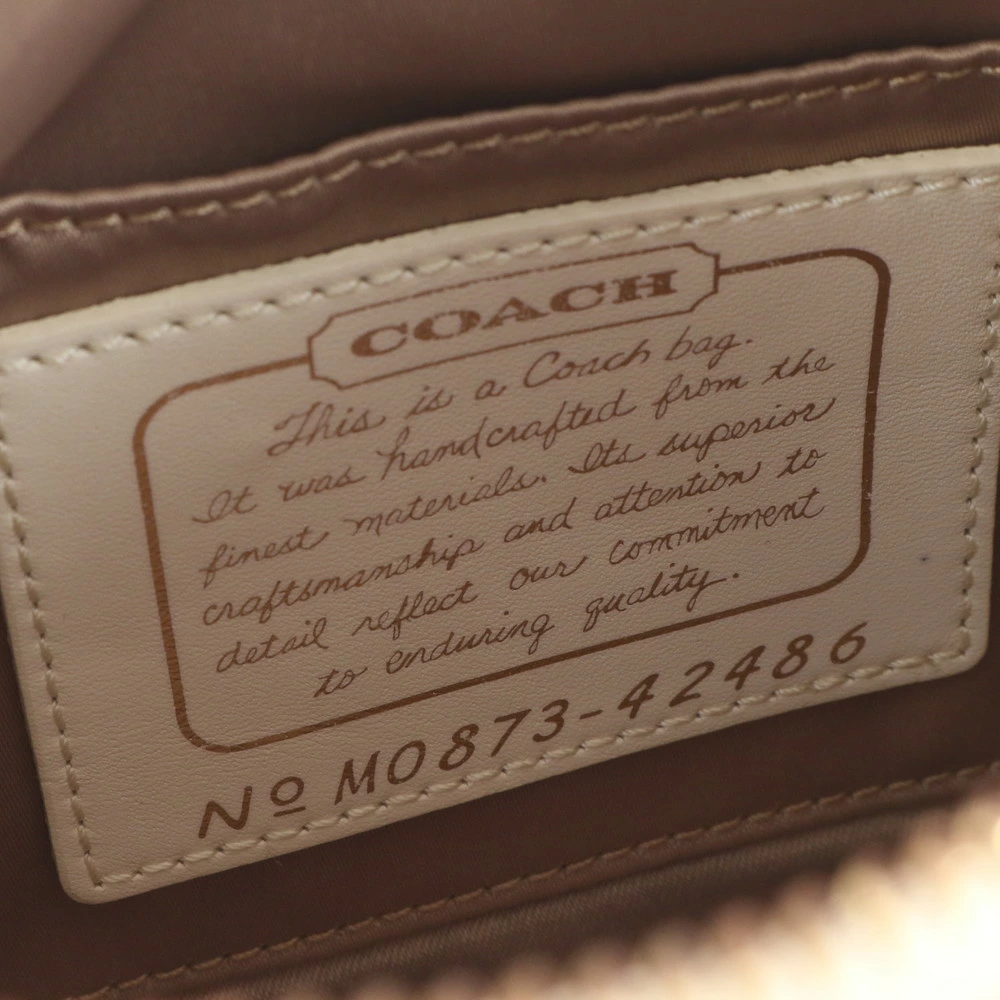 COACH
This is a Coach bag.
It was handcrafted from the
finest materials. Its superior
craftsmanship and attention to
detail reflect our commitment
to enduring quality.
Nº M0873-42486